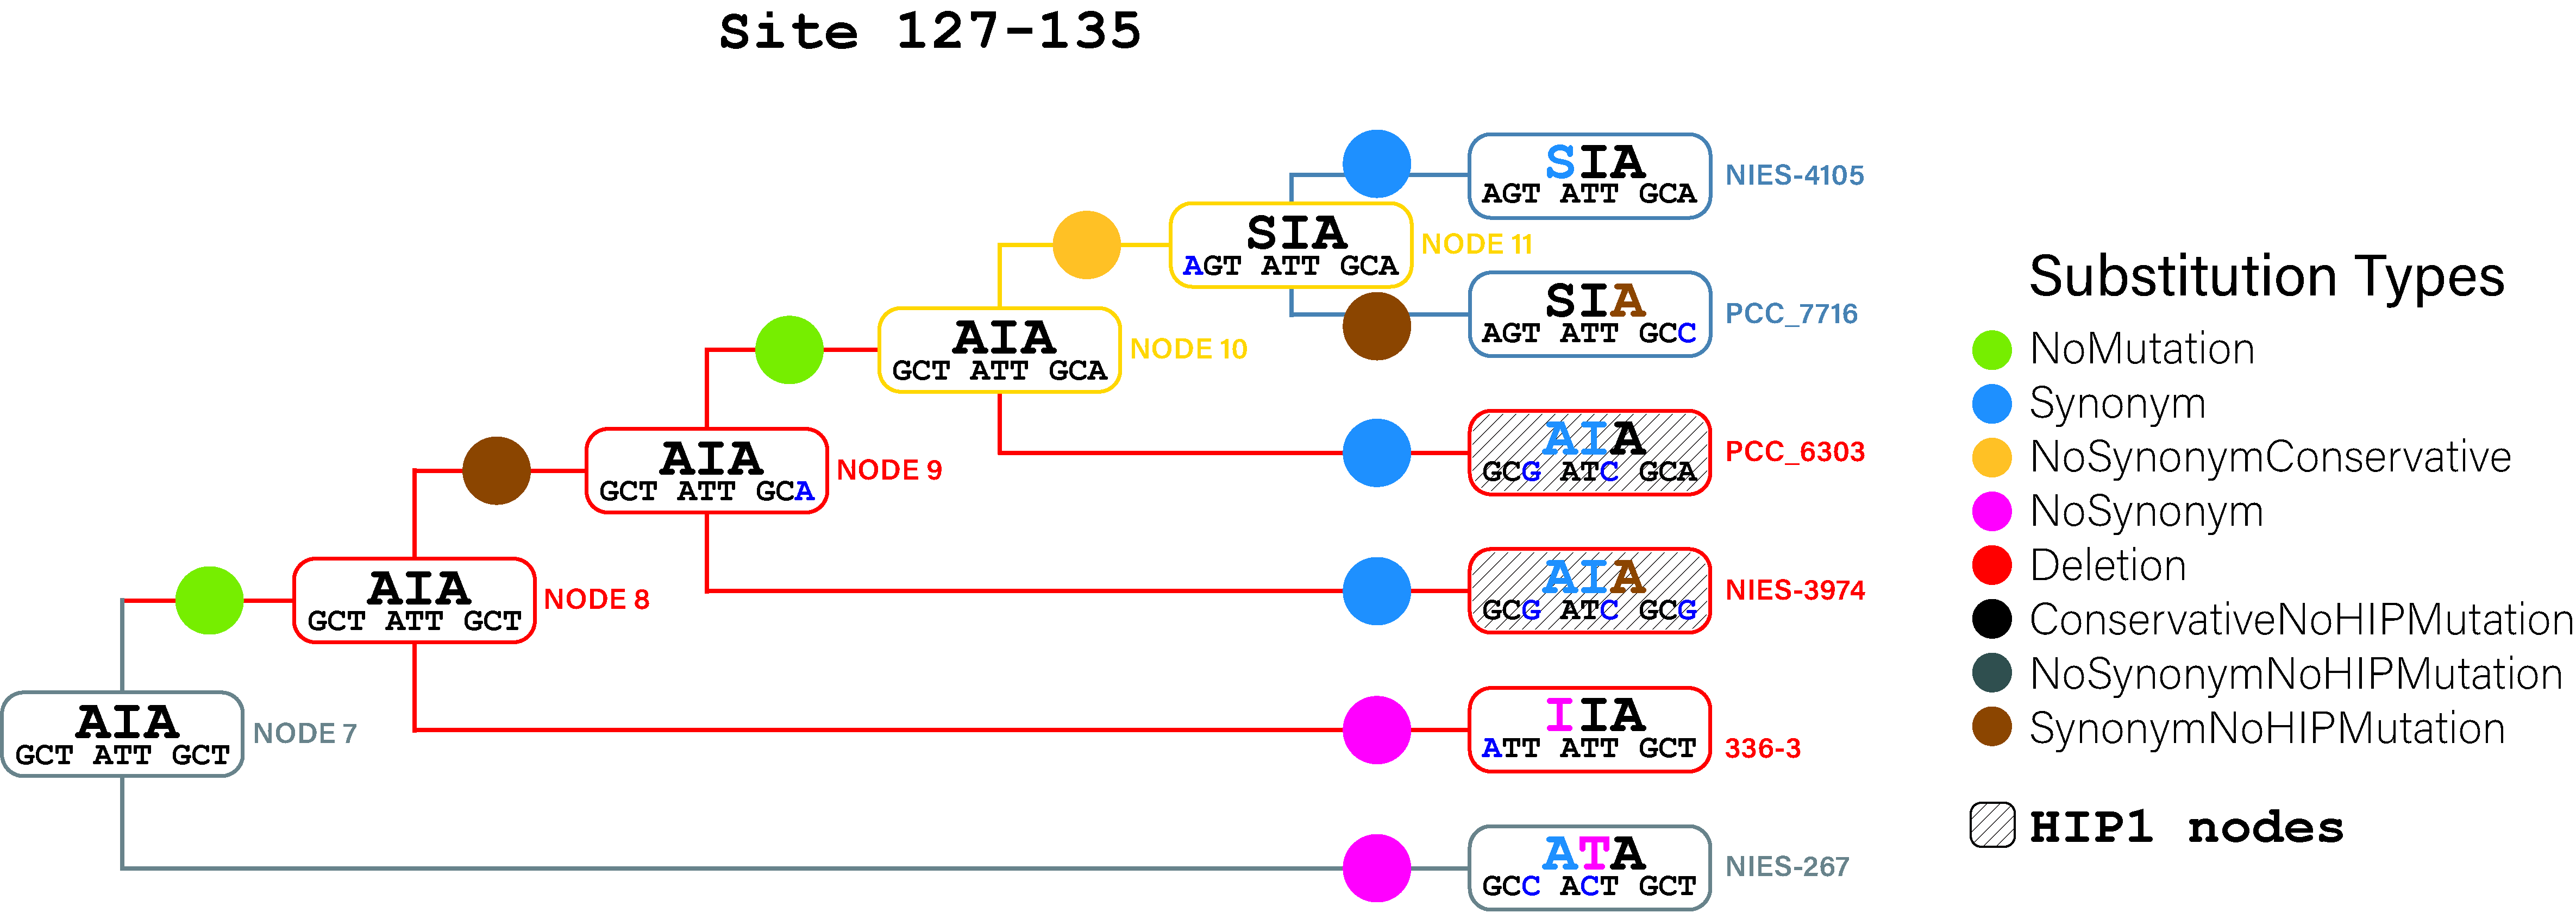 Site 127-135
SIA
AGT ATT GCA
NIES-4105
SIA
AGT ATT GCA
NODE 11
SIA
AGT ATT GCC
PCC_7716
AIA
GCT ATT GCA
NODE 10
AIA
GCG ATC GCA
PCC_6303
AIA
GCT ATT GCA
NODE 9
AIA
GCG ATC GCG
NIES-3974
AIA
GCT ATT GCT
NODE 8
IIA
ATT ATT GCT
336-3
AIA
GCT ATT GCT
NODE 7
ATA
GCC ACT GCT
NIES-267
Substitution Types
NoMutation
Synonym
NoSynonymConservative
NoSynonym
Deletion
ConservativeNoHIPMutation
NoSynonymNoHIPMutation
SynonymNoHIPMutation
HIP1 nodes